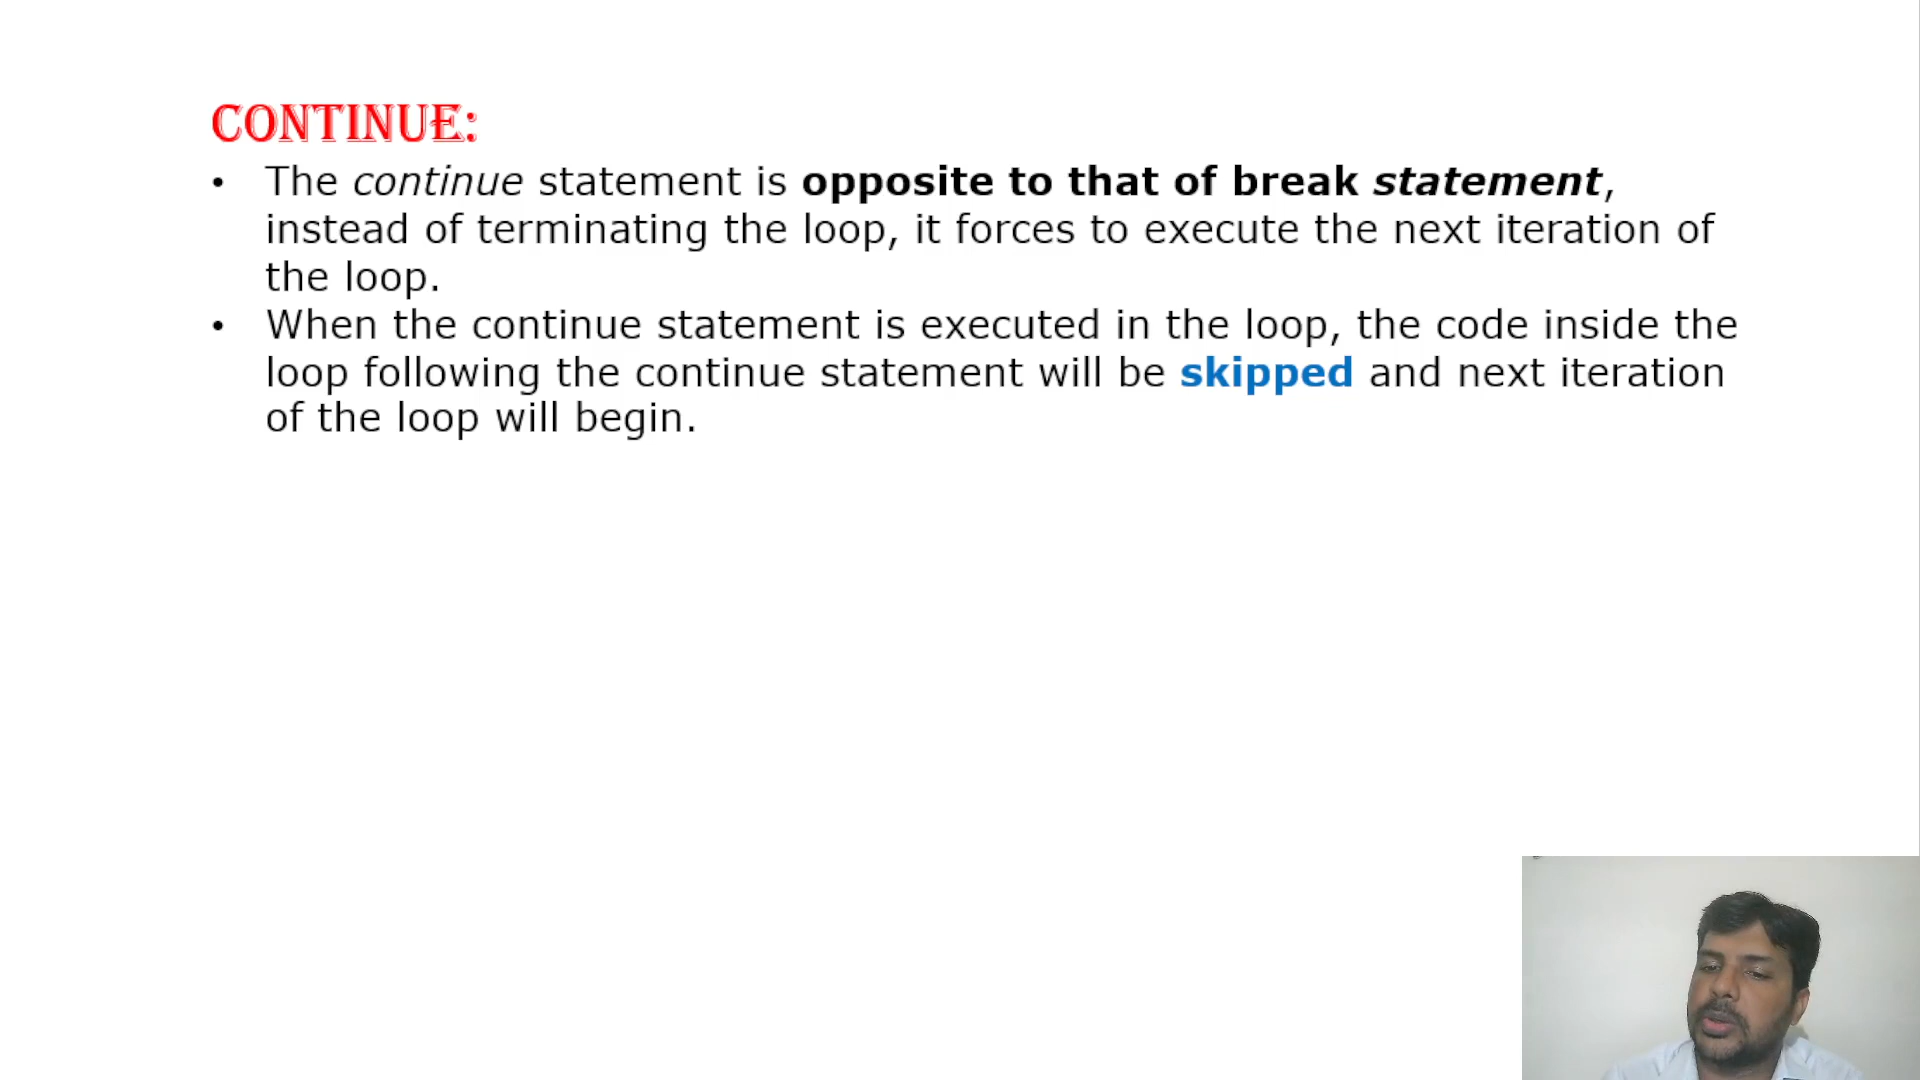 CONTINUE:
• The continue statement is opposite to that of break statement,
instead of terminating the loop, it forces to execute the next iteration of
the loop.
• When the continue statement is executed in the loop, the code inside the
loop following the continue statement will be skipped and next iteration
of the loop will begin.